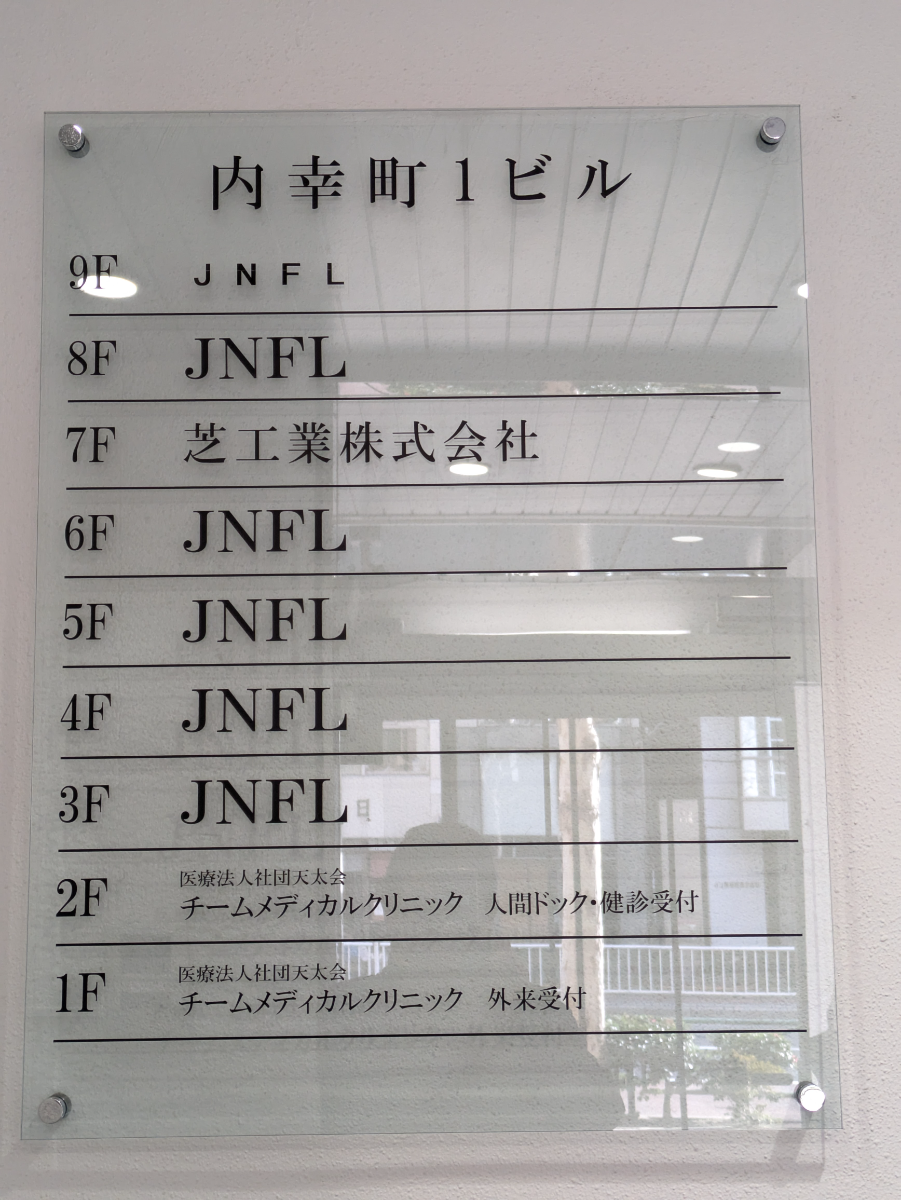 内幸町1ビル
9F JNFL
8F JNFL
7F 芝工業株式会社
6F JNFL
5F JNFL
4F JNFL
3F JNFL
医療法人社団天太会
2F チームメディカルクリニック 人間ドック・健診受付
医療法人社団天太会
1F チームメディカルクリニック 外来受付